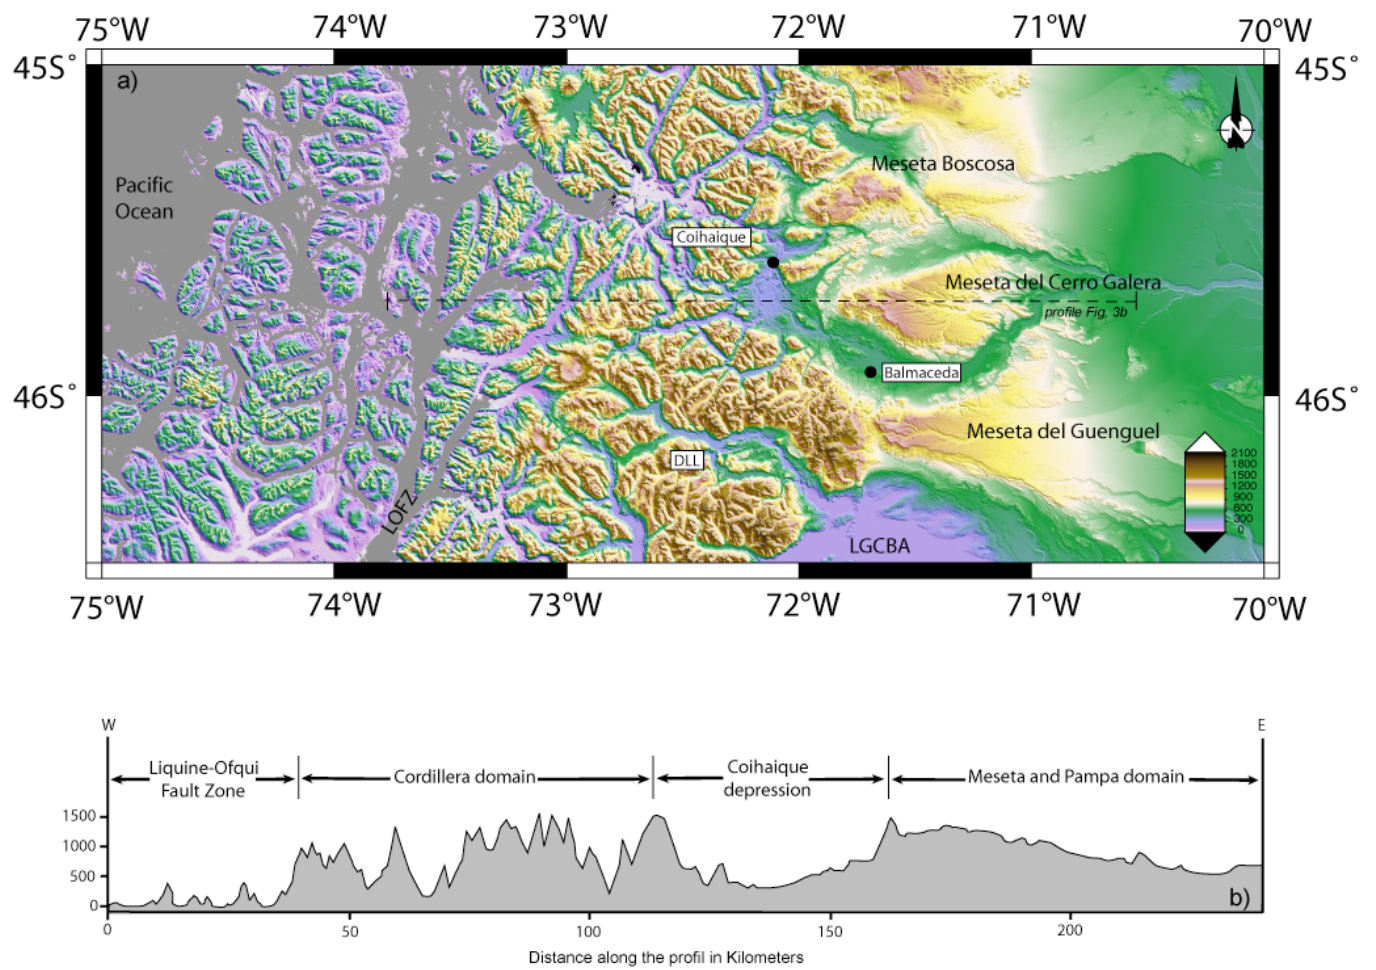 75°W 74°W 73°W 72°W 71°W 70°W
45S°
45S°
a)
N
Meseta Boscosa
Pacific
Ocean
Coihaique
Meseta del Cerro Galera
profile Fig, 3b
Balmaceda
46S°
46S°
Meseta del Guenguel
DLL
2100
1800
1500
1200
900
600
300
0
LOFZ
LGCBA
75°W 74°W 73°W 72°W 71°W 70°W
W
E
Liquine-Ofqui
Fault Zone
Cordillera domain
Coihaique
depression
Meseta and Pampa domain
1500
1000
500
0
b)
0 50 100 150 200
Distance along the profil in Kilometers